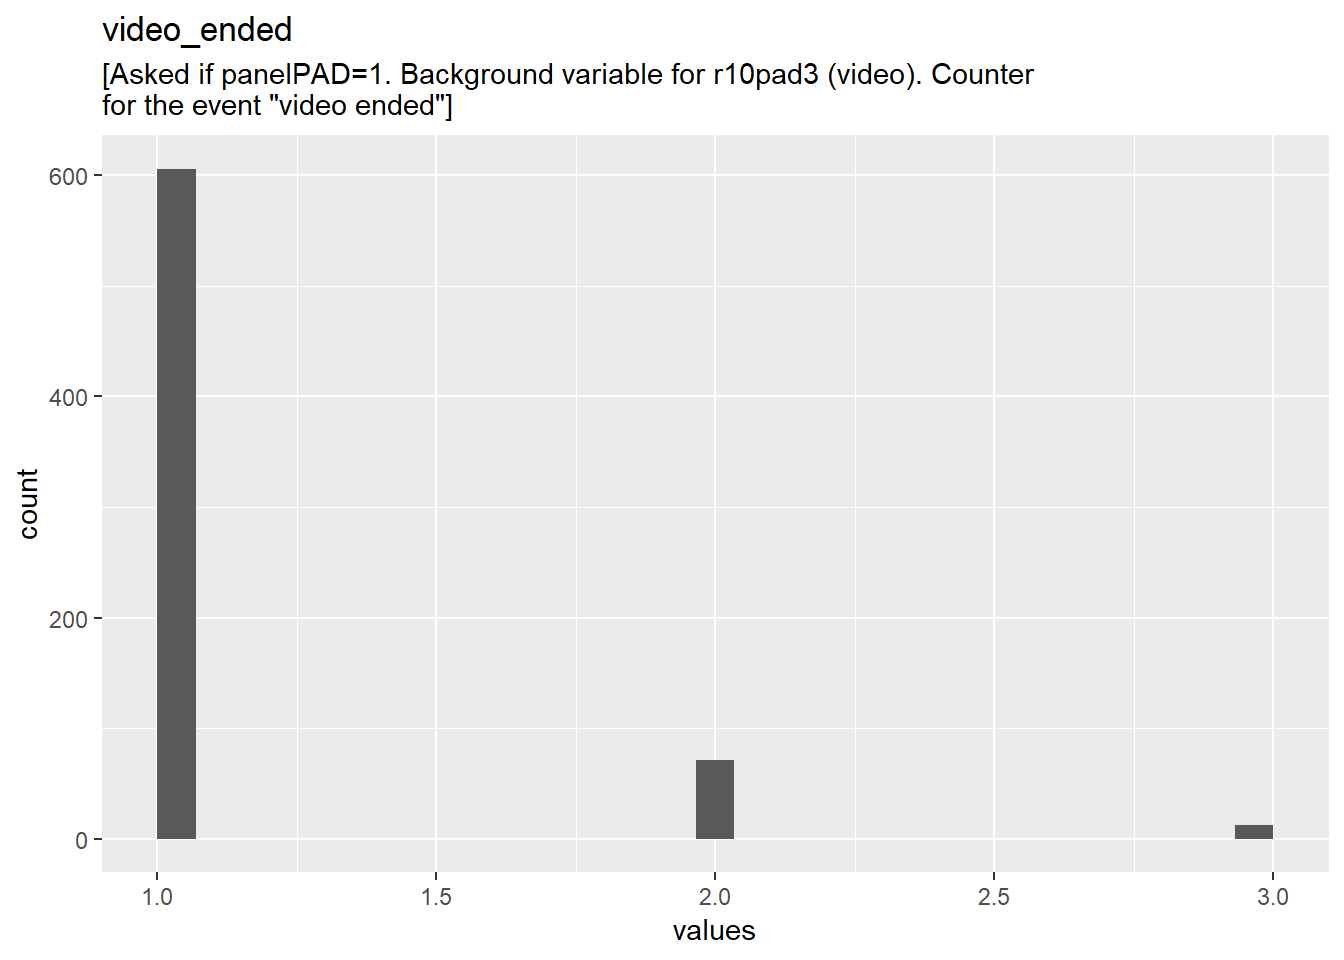 video_ended
[Asked if panelPAD=1. Background variable for r10pad3 (video). Counter
for the event "video ended"]
600
400
200
0
count
1.0 1.5 2.0 2.5 3.0
values